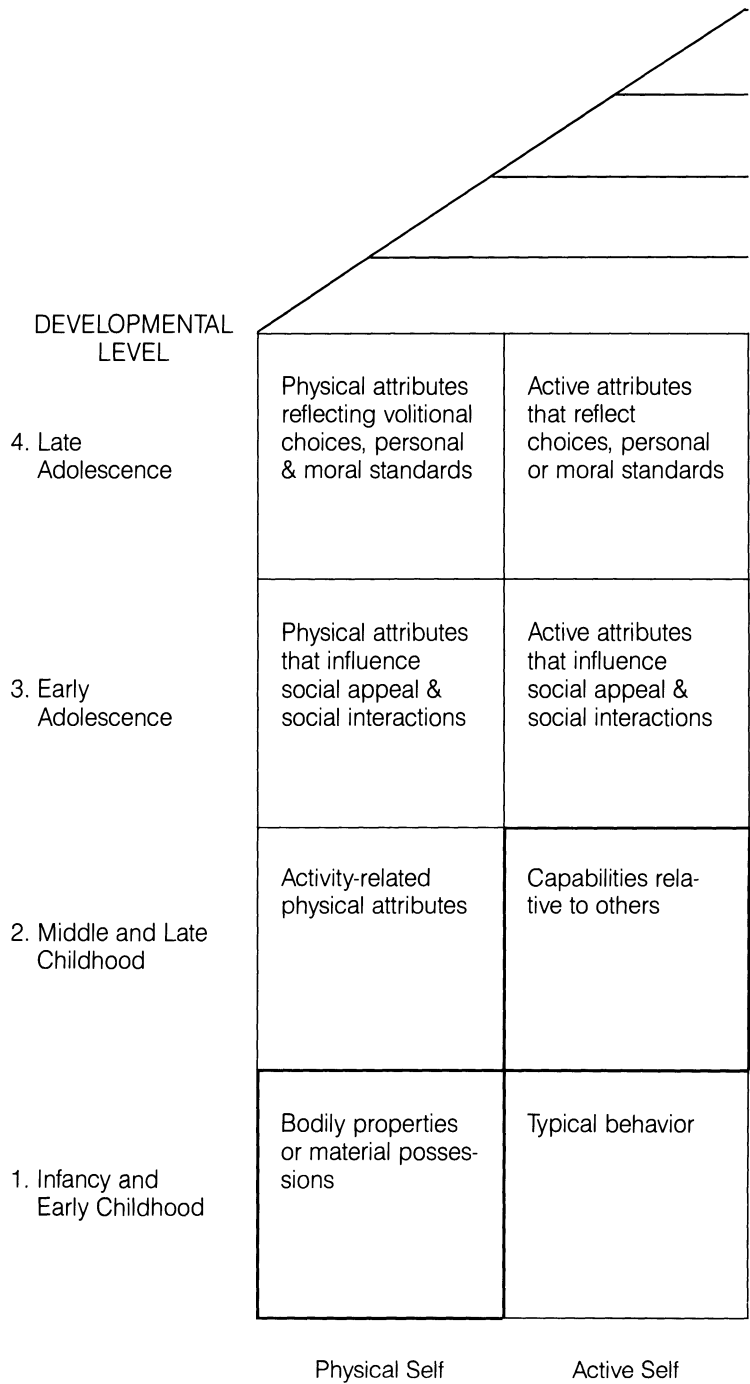 DEVELOPMENTAL
LEVEL
4. Late
Adolescence
Physical attributes
reflecting volitional
choices, personal
& moral standards
Active attributes
that reflect
choices, personal
or moral standards
3. Early
Adolescence
Physical attributes
that influence
social appeal &
social interactions
Active attributes
that influence
social appeal &
social interactions
2. Middle and Late
Childhood
Activity-related
physical attributes
Capabilities rela-
tive to others
1. Infancy and
Early Childhood
Bodily properties
or material posses-
sions
Typical behavior
Physical Self
Active Self